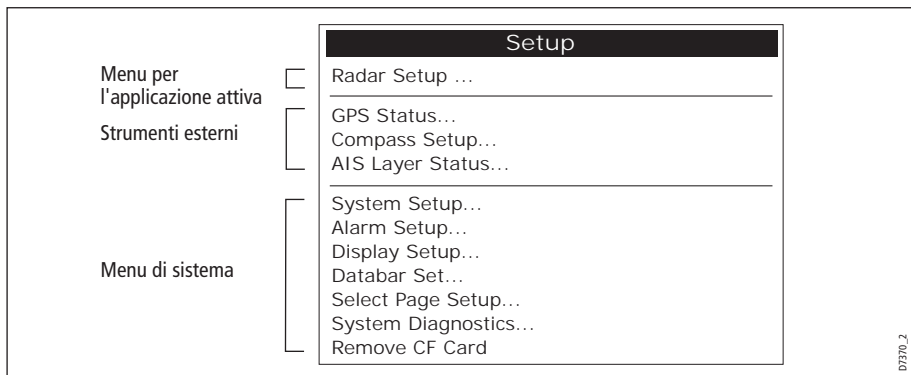 Setup
Menu per
l'applicazione attiva
Radar Setup ...
Strumenti esterni
GPS Status...
Compass Setup...
AIS Layer Status...
Menu di sistema
System Setup...
Alarm Setup...
Display Setup...
Databar Set...
Select Page Setup...
System Diagnostics...
Remove CF Card
D7370_2